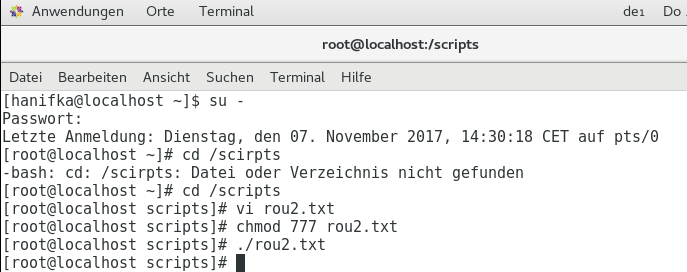 Anwendungen Orte Terminal de1 Do
root@localhost:/scripts
Datei Bearbeiten Ansicht Suchen Terminal Hilfe
[hanifka@localhost ~]$ su -
Passwort:
Letzte Anmeldung: Dienstag, den 07. November 2017, 14:30:18 CET auf pts/0
[root@localhost ~]# cd /scirpts
-bash: cd: /scirpts: Datei oder Verzeichnis nicht gefunden
[root@localhost ~]# cd /scripts
[root@localhost scripts]# vi rou2.txt
[root@localhost scripts]# chmod 777 rou2.txt
[root@localhost scripts]# ./rou2.txt
[root@localhost scripts]#